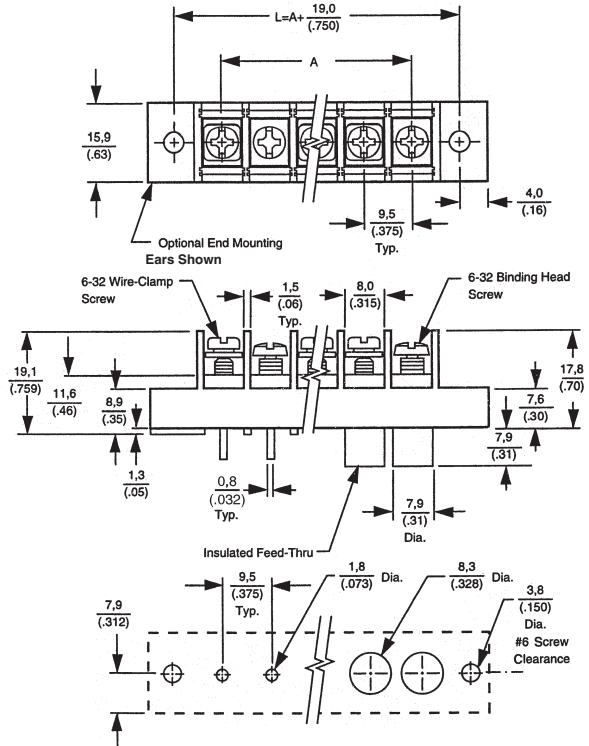 L=A+ 19,0
(.750)
A
15,9
(.63)
4,0
(.16)
9,5
(.375)
Typ.
Optional End Mounting
Ears Shown
6-32 Wire-Clamp
Screw
1,5
(.06)
Typ.
8,0
(.315)
6-32 Binding Head
Screw
19,1
(.759)
11,6
(.46)
8,9
(.35)
17,8
(.70)
7,6
(.30)
7,9
(.31)
1,3
(.05)
0,8
(.032)
Typ.
7,9
(.31)
Dia.
Insulated Feed-Thru
9,5
(.375)
Typ.
1,8
(.073) Dia.
8,3
(.328) Dia.
3,8
(.150)
Dia.
#6 Screw
Clearance
7,9
(.312)